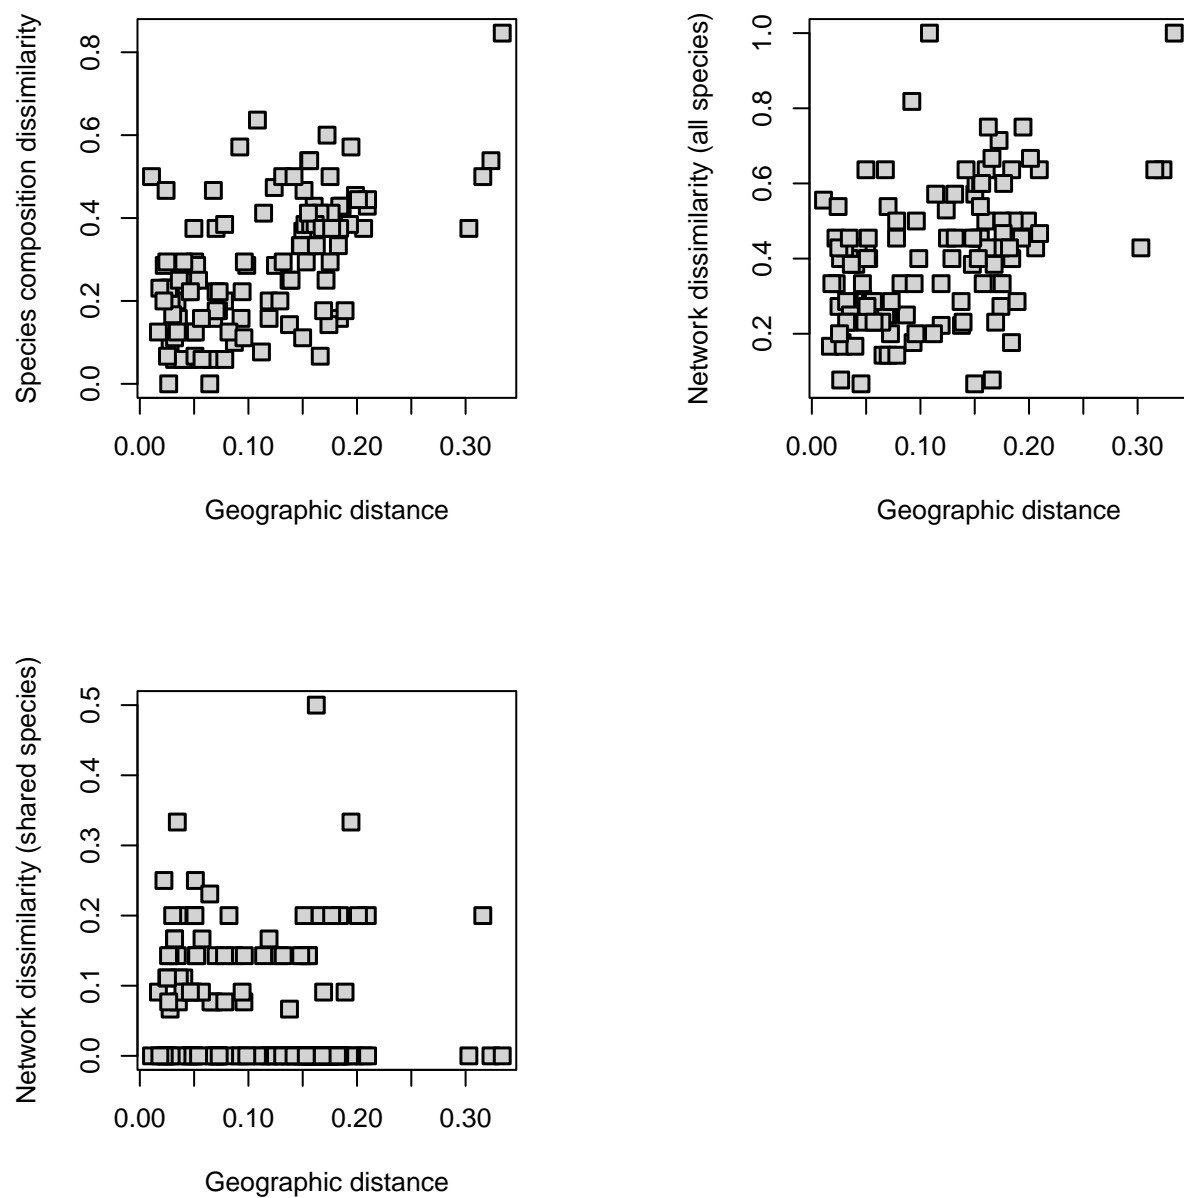 Species composition dissimilarity
0.0 0.2 0.4 0.6 0.8
0.00 0.10 0.20 0.30
Geographic distance
Network dissimilarity (all species)
0.2 0.4 0.6 0.8 1.0
0.00 0.10 0.20 0.30
Geographic distance
Network dissimilarity (shared species)
0.0 0.1 0.2 0.3 0.4 0.5
0.00 0.10 0.20 0.30
Geographic distance